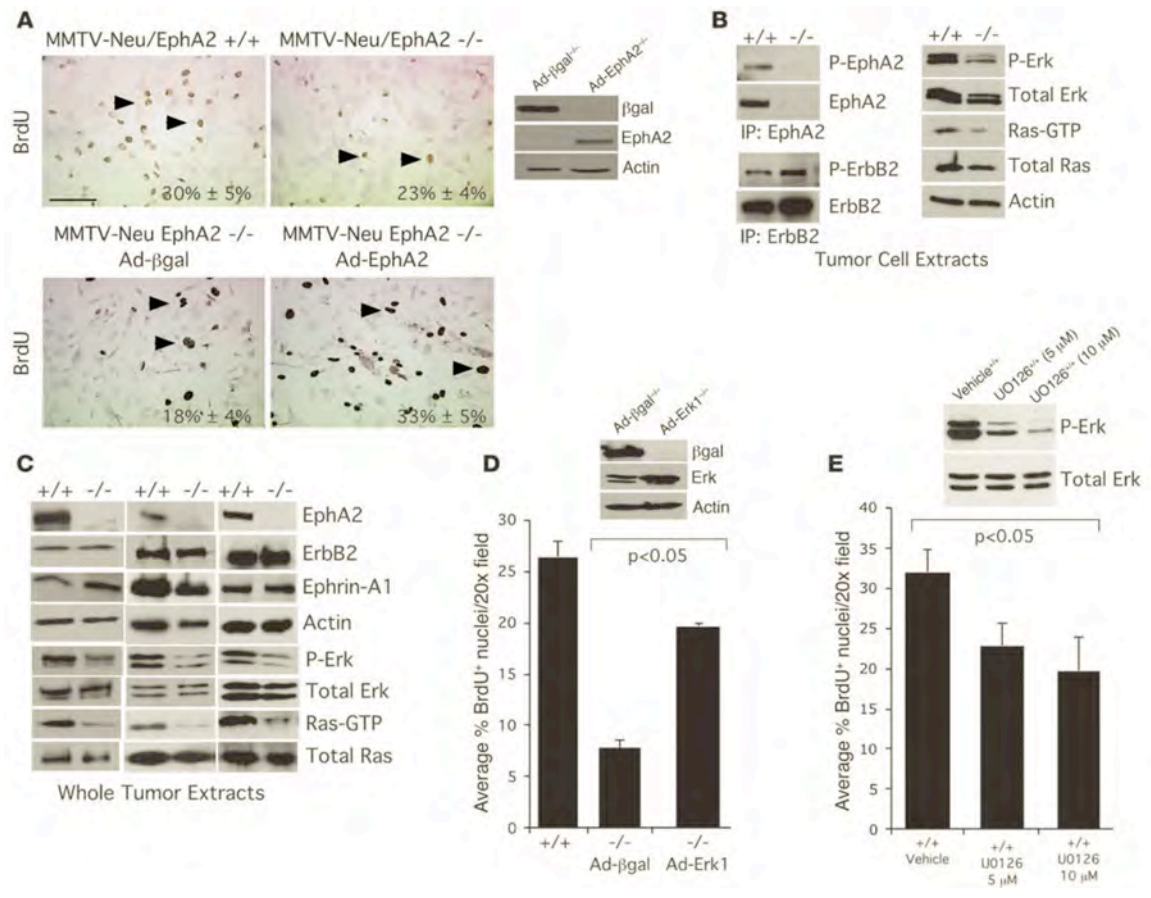 A
MMTV-Neu/EphA2 +/+
MMTV-Neu/EphA2 -/-
BrdU
30% ± 5%
23% ± 4%
Ad-βgal-/-
Ad-EphA2-/-
βgal
EphA2
Actin
MMTV-Neu EphA2 -/-
Ad-βgal
MMTV-Neu EphA2 -/-
Ad-EphA2
BrdU
18% ± 4%
33% ± 5%
B
+/+ -/-
P-EphA2
EphA2
IP: EphA2
P-ErbB2
ErbB2
IP: ErbB2
+/+ -/-
P-Erk
Total Erk
Ras-GTP
Total Ras
Actin
Tumor Cell Extracts
C
+/+ -/- +/+ -/- +/+ -/-
EphA2
ErbB2
Ephrin-A1
Actin
P-Erk
Total Erk
Ras-GTP
Total Ras
Whole Tumor Extracts
D
Ad-βgal-/-
Ad-Erk1-/-
βgal
Erk
Actin
p<0.05
Average % BrdU+ nuclei/20x field
30
25
20
15
10
5
0
+/+
-/-
Ad-βgal
-/-
Ad-Erk1
E
Vehicle+/+
UO126+/+ (5 μM)
UO126+/+ (10 μM)
P-Erk
Total Erk
p<0.05
Average % BrdU+ nuclei/20x field
40
35
30
25
20
15
10
5
0
+/+
Vehicle
+/+
U0126
5 μM
+/+
U0126
10 μM